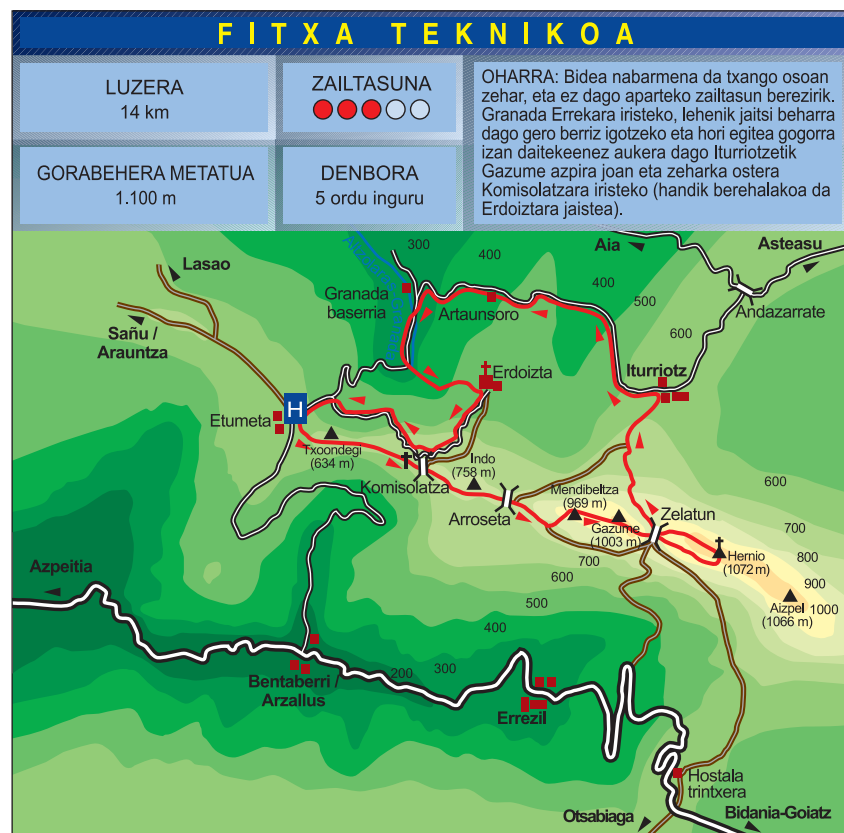 FITXA TEKNIKOA
LUZERA
14 km
ZAILTASUNA
GORABEHERA METATUA
1.100 m
DENBORA
5 ordu inguru
OHARRA: Bidea nabarmena da txango osoan
zehar, eta ez dago aparteko zailtasun berezirik.
Granada Errekara iristeko, lehenik jaitsi beharra
dago gero berriz igotzeko eta hori egitea gogorra
izan daitekeenez aukera dago Iturriotzetik
Gazume azpira joan eta zeharka ostera
Komisolatzara iristeko (handik berehalakoa da
Erdoiztara jaistea).
300
400
Aia
Asteasu
Lasao
Granada
baserria
Artaunsoro
400
500
600
Andazarrate
Sañu /
Arauntza
Erdoizta
Iturriotz
H
Etumeta
Txoondegi
(634 m)
Komisolatza
Indo
(758 m)
Arroseta
Mendibeltza
(969 m)
Gazume
(1003 m)
Zelatun
Hernio
(1072 m)
Aizpel
(1066 m)
600
700
800
900
1000
700
600
500
400
300
200
Azpeitia
Bentaberri /
Arzallus
Errezil
Hostala
trintxera
Otsabiaga
Bidania-Goiatz